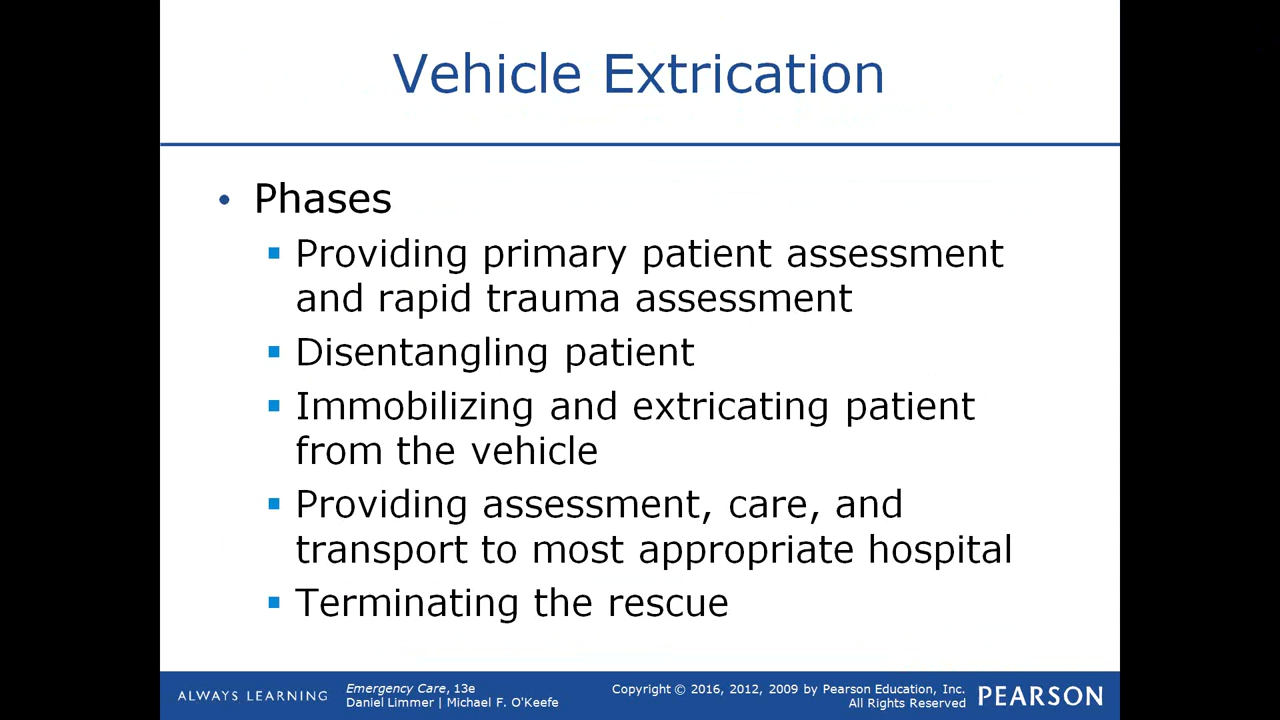 Vehicle Extrication
• Phases
▪ Providing primary patient assessment
and rapid trauma assessment
▪ Disentangling patient
▪ Immobilizing and extricating patient
from the vehicle
▪ Providing assessment, care, and
transport to most appropriate hospital
▪ Terminating the rescue
ALWAYS LEARNING
Emergency Care, 13e
Daniel Limmer | Michael F. O'Keefe
Copyright © 2016, 2012, 2009 by Pearson Education, Inc.
All Rights Reserved
PEARSON